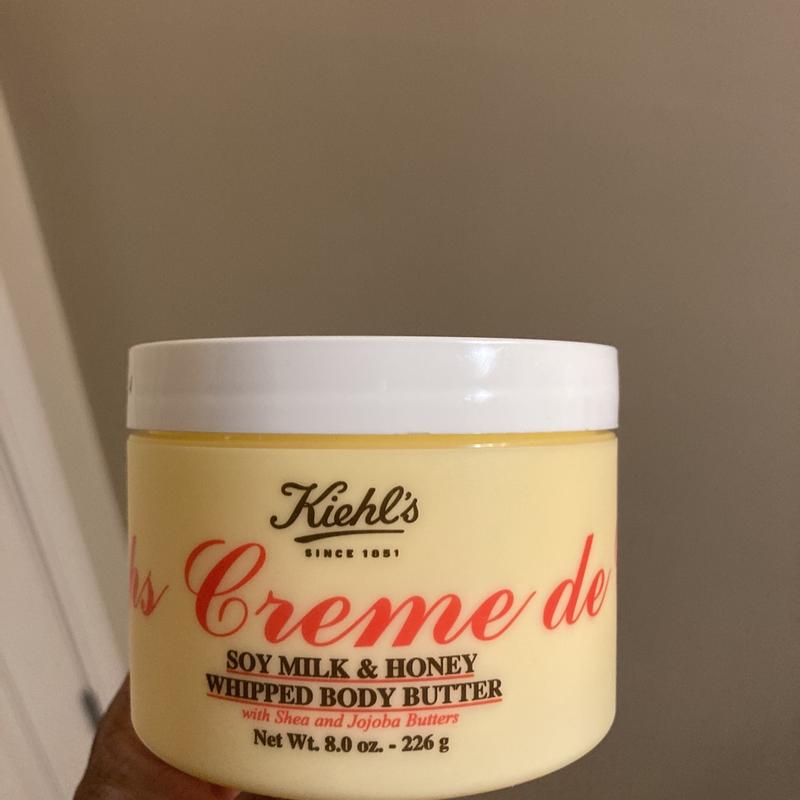 Kiehl's
SINCE 1851
Creme de
SOY MILK & HONEY
WHIPPED BODY BUTTER
with Shea and Jojoba Butters
Net Wt. 8.0 oz. - 226 g